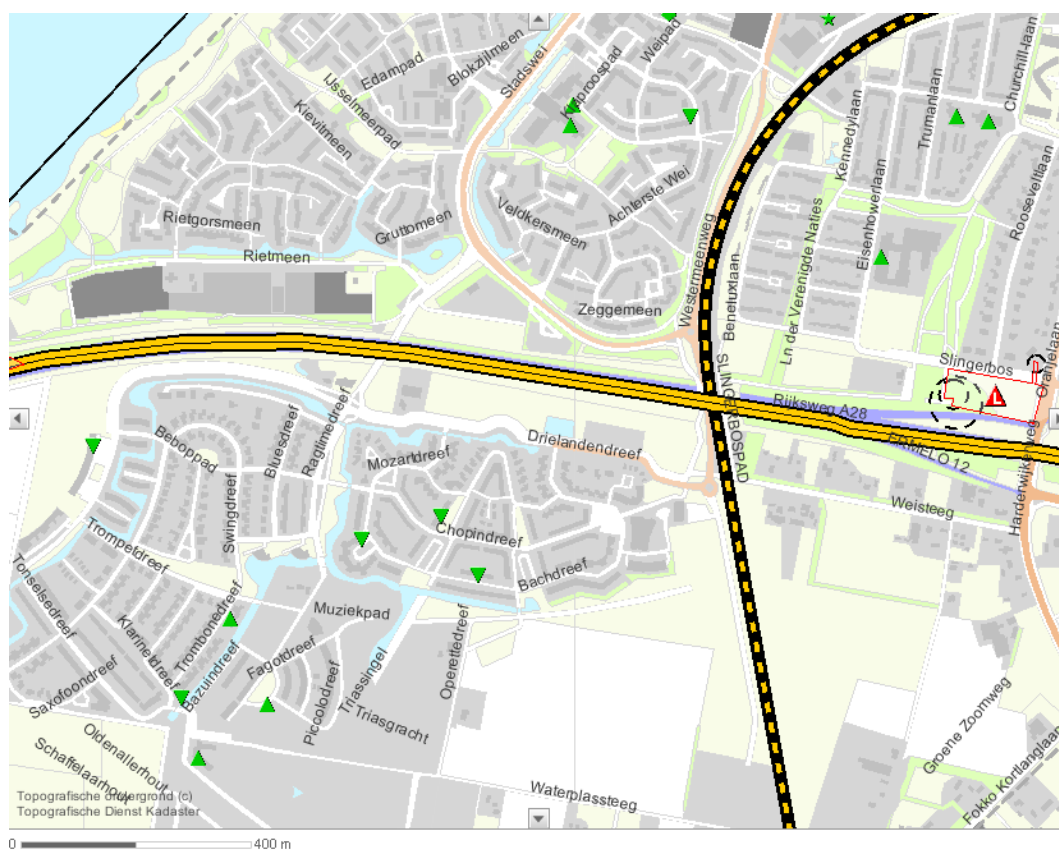 Blokzijlmeen
Edampad
IJsselmeerpad
Stadswei
Klaproospad
Weipad
Kievitmeen
Kennedylaan
Trumanlaan
Churchill-laan
Rooseveltlaan
Rietgorsmeen
Gruttomeen
Veldkersmeen
Achterste Wei
Rietmeen
Zeggemeen
Westermeenweg
Beneluxlaan
Ln der Verenigde Naties
Eisenhowerlaan
Slingerbos
Oranjelaan
L
Rijksweg A28
SLINGERBOSPAD
ERMELO 12
Harderwijkerweg
Weisteeg
Drielandendreef
Beboppad
Bluesdreef
Ragtimedreef
Mozartdreef
Swingdreef
Chopindreef
Bachdreef
Trompeldreef
Tonselsedreef
Muziekpad
Klarineldreef
Trombonedreef
Bazuindreef
Fagotdreef
Saxofoondreef
Piccolodreef
Triassingel
Triasgracht
Operettedreef
Oldenallerhout
Schaffelaarhout
Waterplassteeg
Groene Zoomweg
Fokko Kortlanglaan
Topografische ondergrond (c)
Topografische Dienst Kadaster
0 400 m